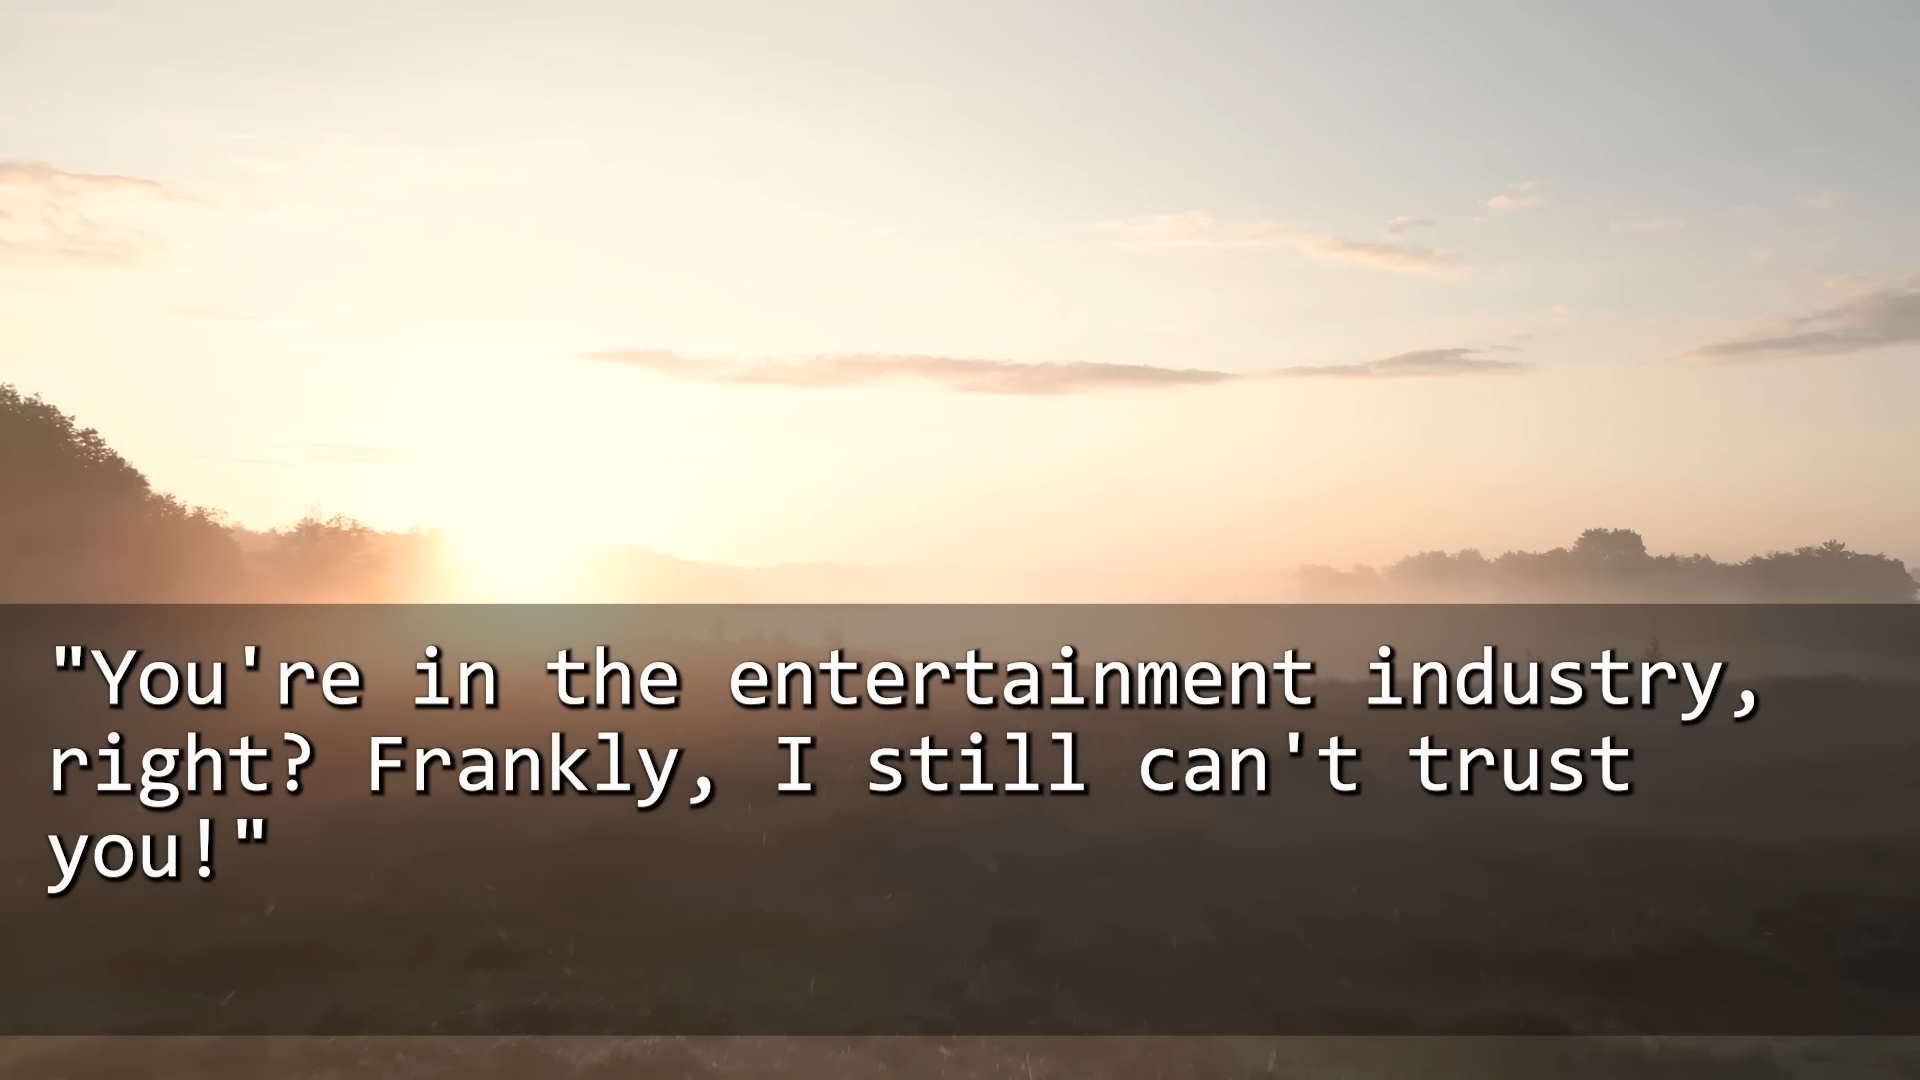 "You're in the entertainment industry,
right? Frankly, I still can't trust
you!"